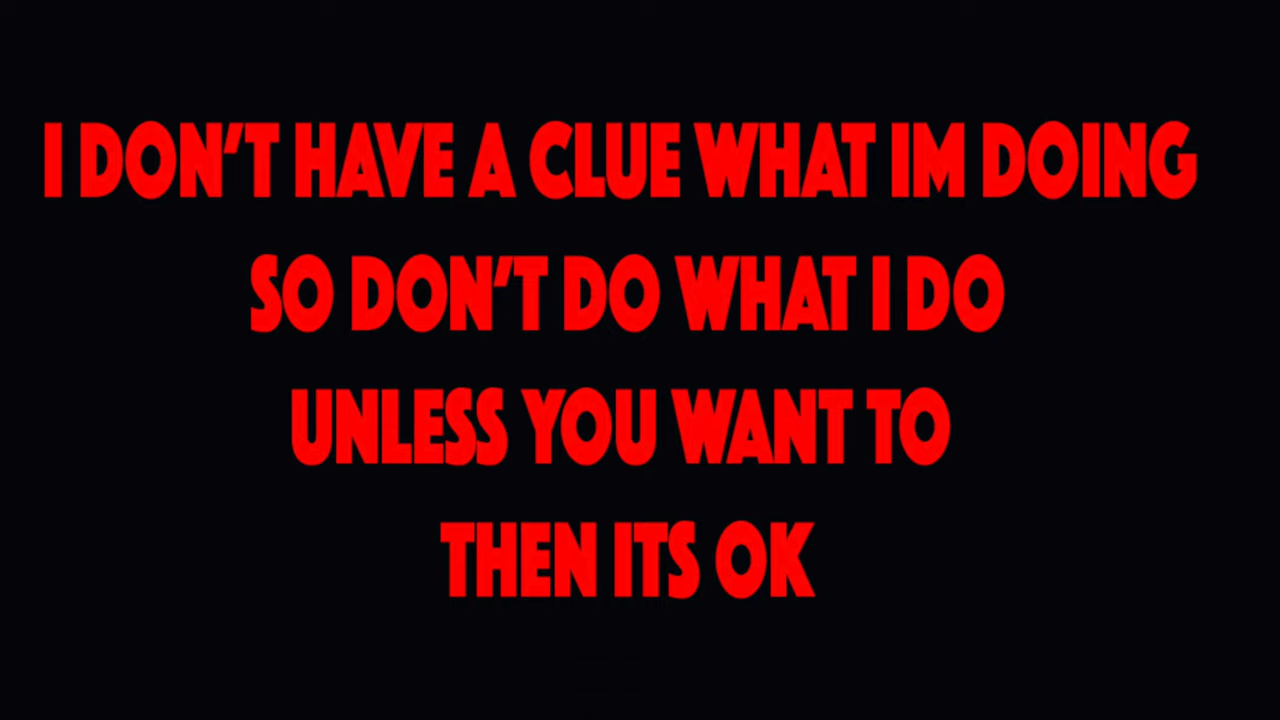 I DON'T HAVE A CLUE WHAT IM DOING
SO DON'T DO WHAT I DO
UNLESS YOU WANT TO
THEN ITS OK